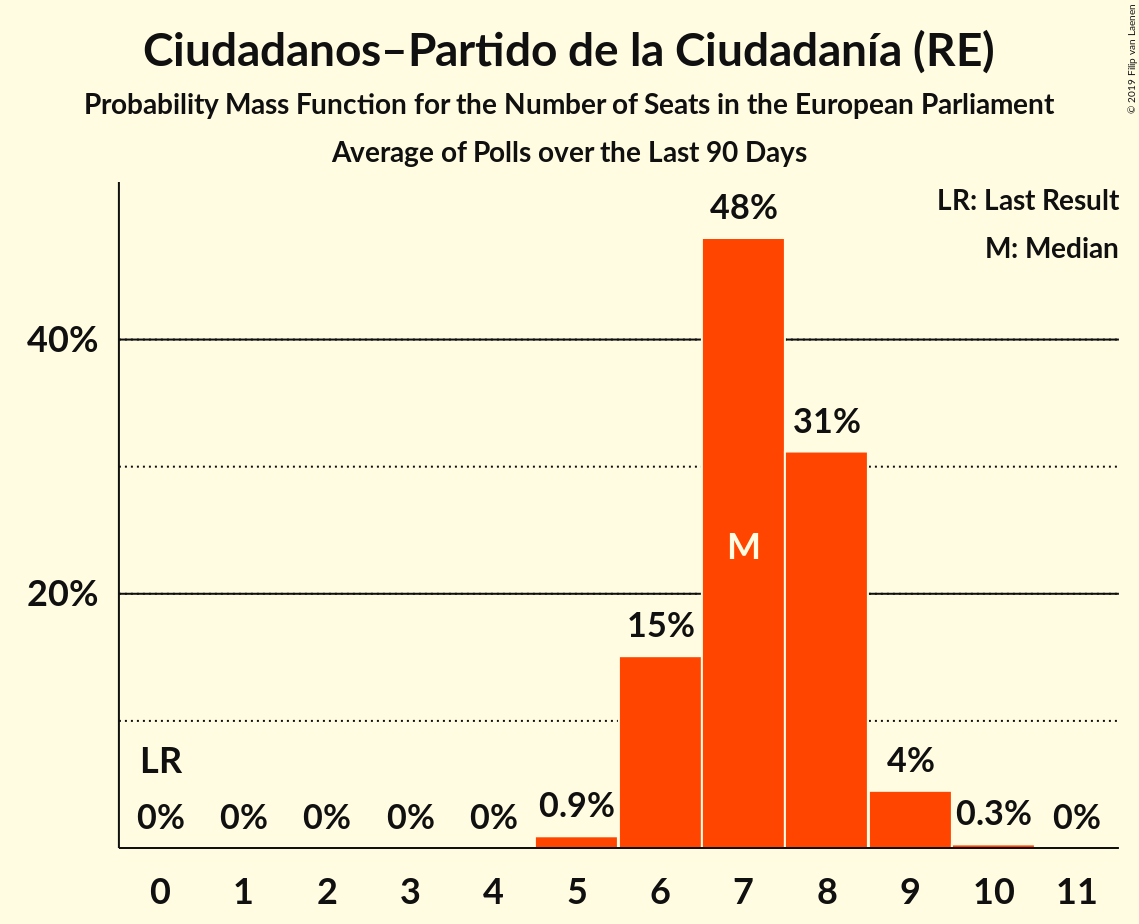 Ciudadanos–Partido de la Ciudadanía (RE)
Probability Mass Function for the Number of Seats in the European Parliament
Average of Polls over the Last 90 Days
© 2019 Filip van Laenen
LR: Last Result
M: Median
48%
40%
31%
M
20%
15%
LR
4%
0% 0% 0% 0% 0% 0.9% 0.3% 0%
0 1 2 3 4 5 6 7 8 9 10 11